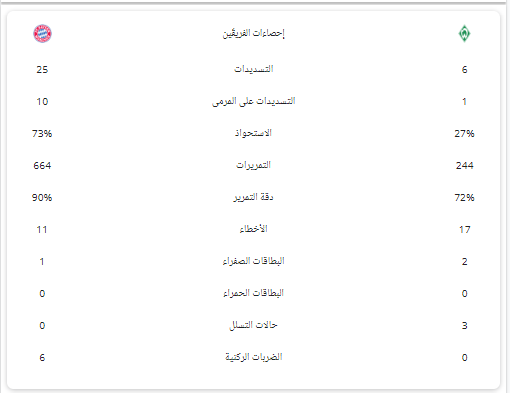 إحصاءات الفريقَين
6 التسديدات 25
1 التسديدات على المرمى 10
27% الاستحواذ 73%
244 التمريرات 664
72% دقة التمرير 90%
17 الأخطاء 11
2 البطاقات الصفراء 1
0 البطاقات الحمراء 0
3 حالات التسلل 0
0 الضربات الركنية 6